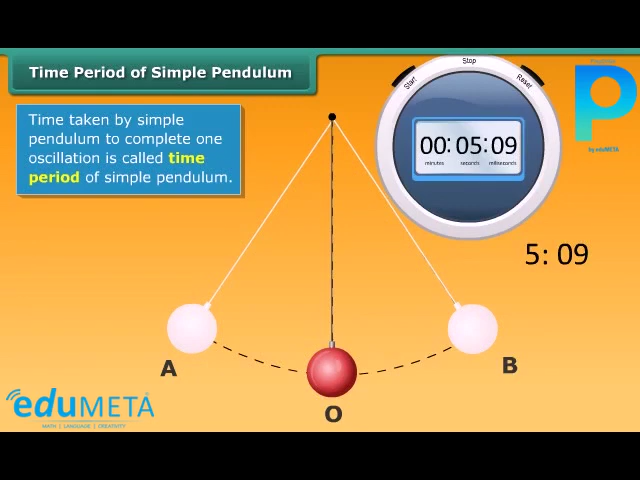 Time Period of Simple Pendulum
Time taken by simple
pendulum to complete one
oscillation is called time
period of simple pendulum.
Start
Stop
Reset
00: 05: 09
minutes seconds milliseconds
P
by eduMETA
5: 09
A
B
O
eduMETA
MATH | LANGUAGE | CREATIVITY